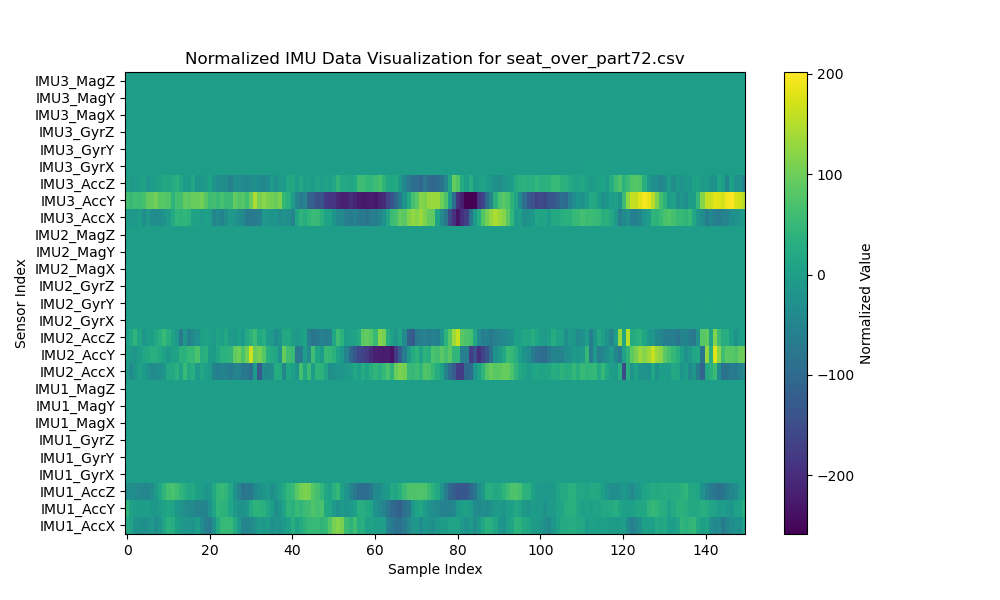 Normalized IMU Data Visualization for seat_over_part72.csv
IMU3_MagZ
IMU3_MagY
IMU3_MagX
IMU3_GyrZ
IMU3_GyrY
IMU3_GyrX
IMU3_AccZ
IMU3_AccY
IMU3_AccX
IMU2_MagZ
IMU2_MagY
IMU2_MagX
IMU2_GyrZ
IMU2_GyrY
IMU2_GyrX
IMU2_AccZ
IMU2_AccY
IMU2_AccX
IMU1_MagZ
IMU1_MagY
IMU1_MagX
IMU1_GyrZ
IMU1_GyrY
IMU1_GyrX
IMU1_AccZ
IMU1_AccY
IMU1_AccX
Sensor Index
0 20 40 60 80 100 120 140
Sample Index
200
100
0
−100
−200
Normalized Value